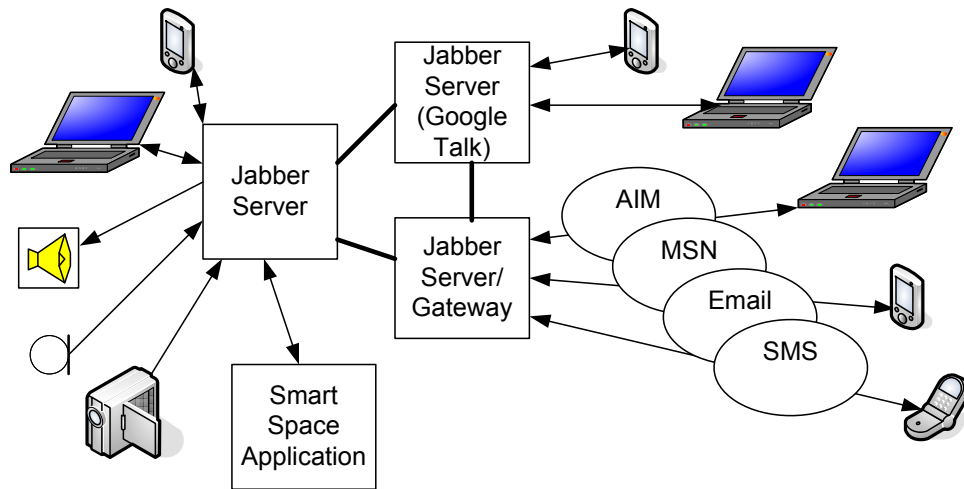 Jabber
Server
(Google
Talk)
Jabber
Server
AIM
MSN
Email
SMS
Jabber
Server/
Gateway
Smart
Space
Application